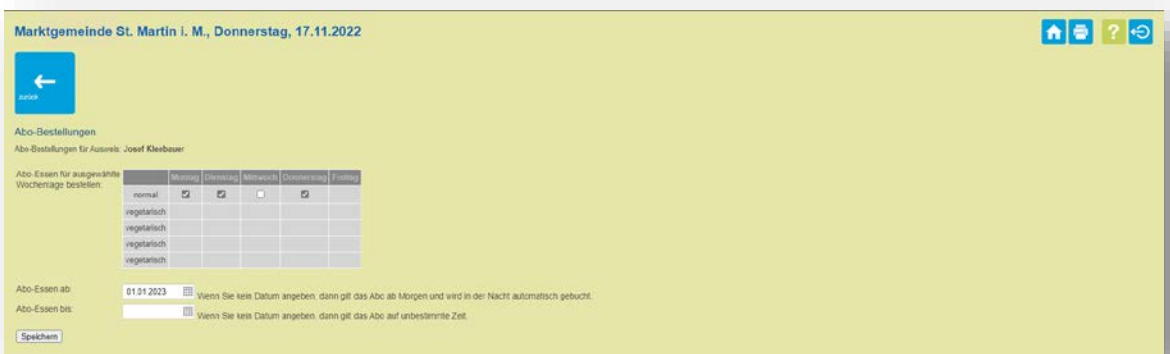 Marktgemeinde St. Martin i. M., Donnerstag, 17.11.2022
?
zurück
Abo-Bestellungen
Abo-Bestellungen für Ausweis: Josef Kleebauer
Abo-Essen für ausgewählte
Wochentage bestellen:
Montag Dienstag Mittwoch Donnerstag Freitag
normal
vegetarisch
vegetarisch
vegetarisch
vegetarisch
Abo-Essen ab: 01.01.2023 Wenn Sie kein Datum angeben, dann gilt das Abo ab Morgen und wird in der Nacht automatisch gebucht.
Abo-Essen bis: Wenn Sie kein Datum angeben, dann gilt das Abo auf unbestimmte Zeit.
Speichern